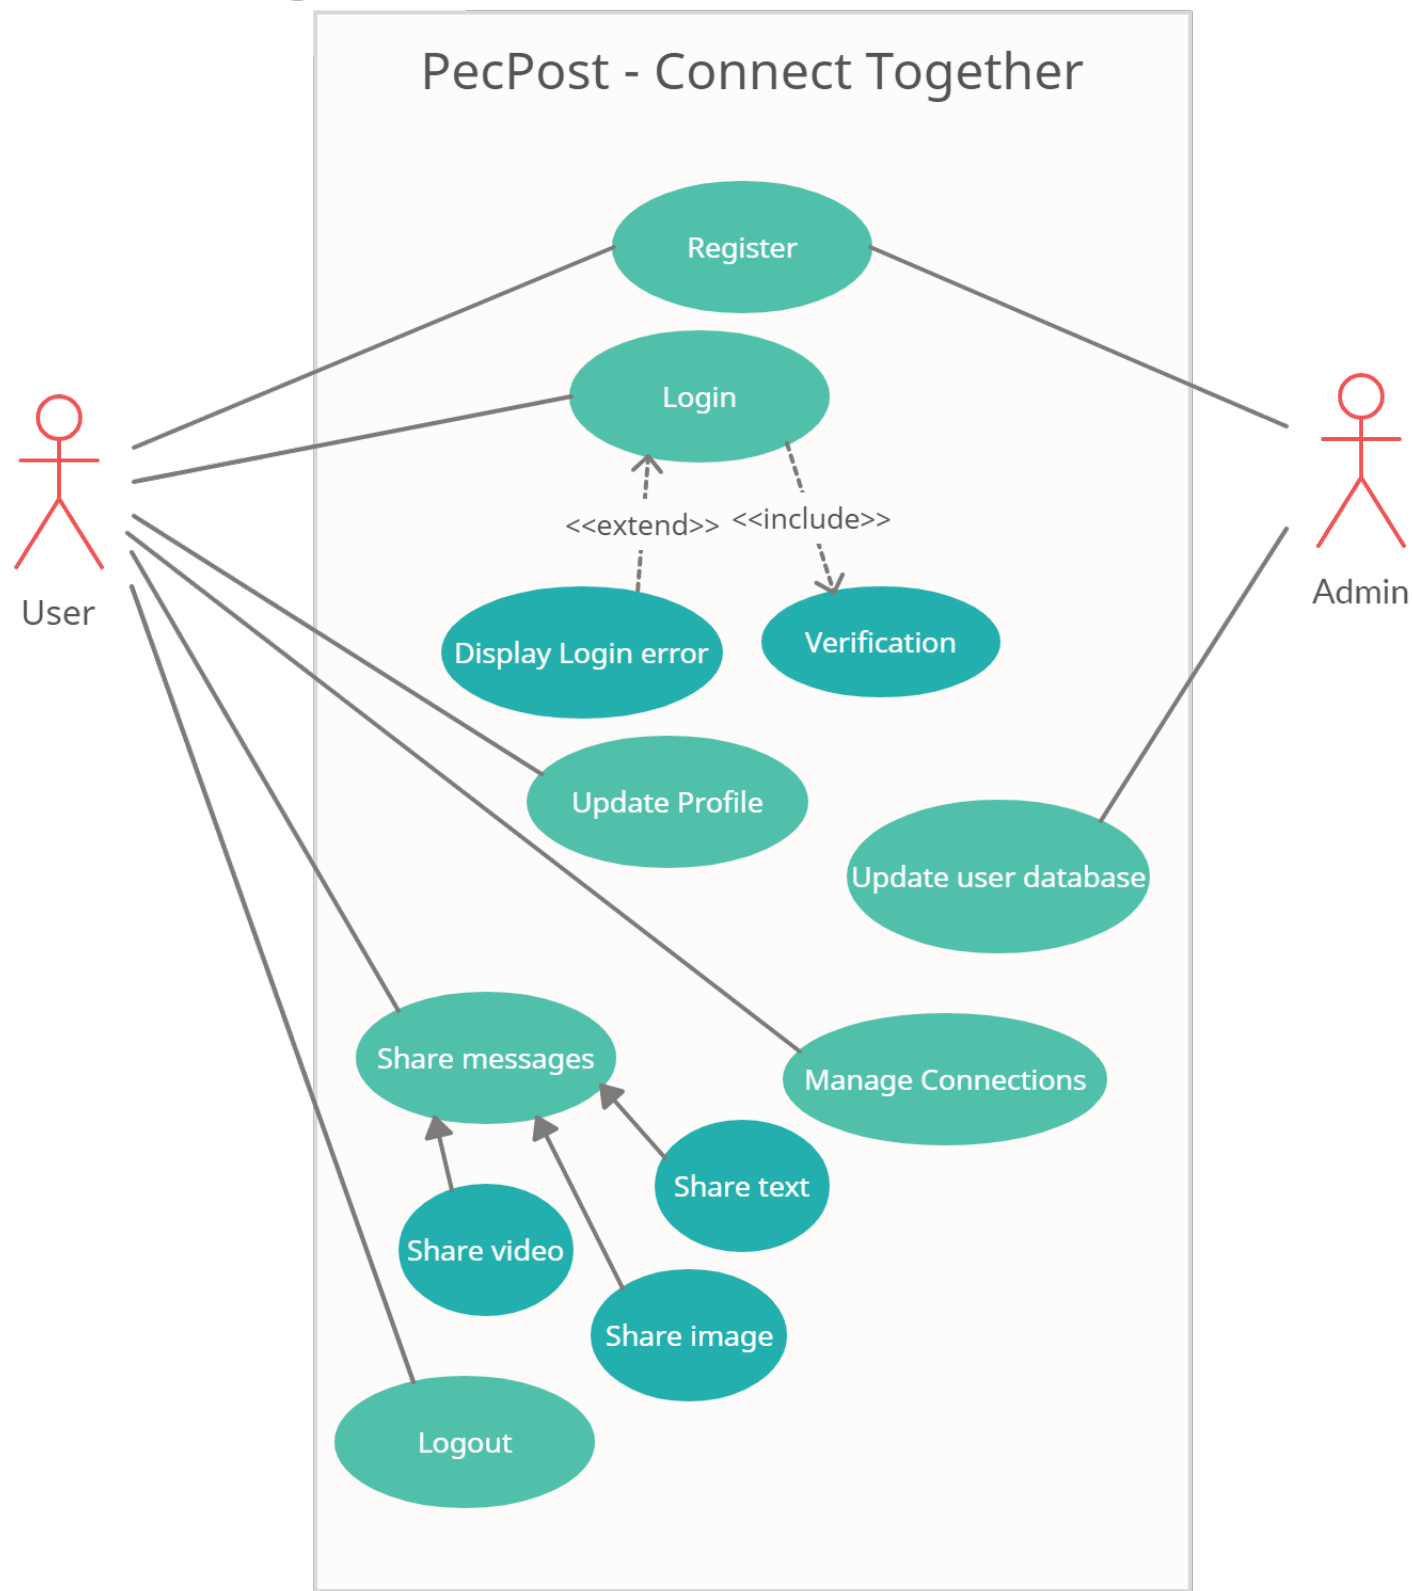 PecPost - Connect Together
Register
Login
<<extend>>
<<include>>
User
Admin
Display Login error
Verification
Update Profile
Update user database
Share messages
Manage Connections
Share text
Share video
Share image
Logout